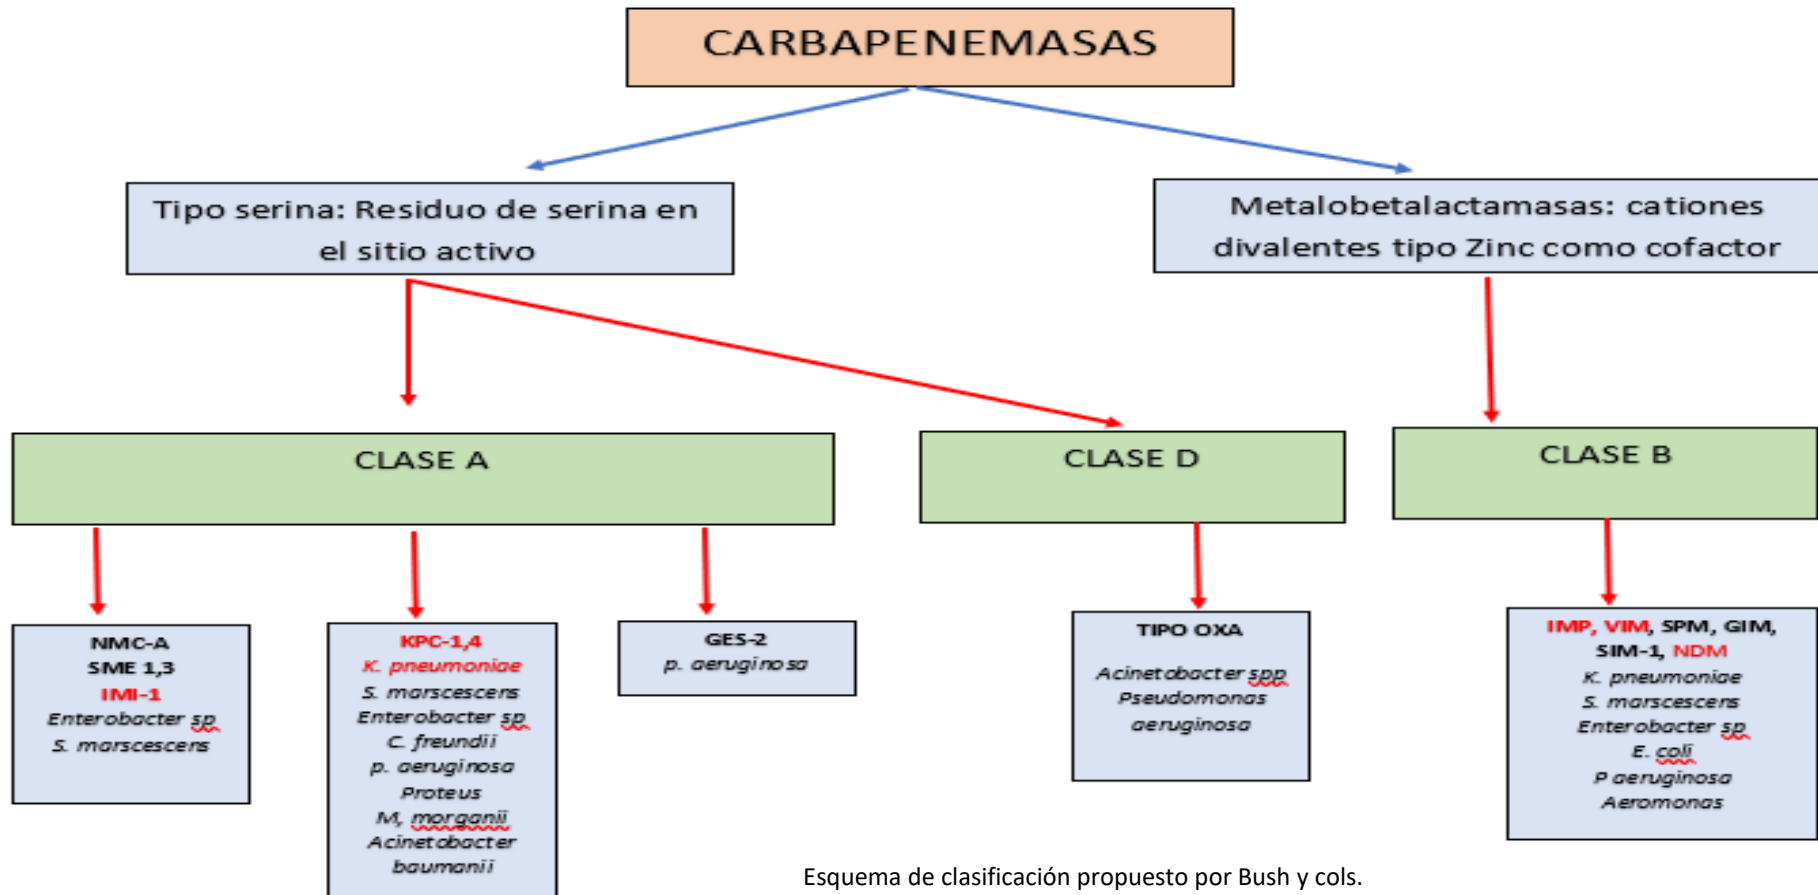 CARBAPENEMASAS
Tipo serina: Residuo de serina en
el sitio activo
Metalobetalactamasas: cationes
divalentes tipo Zinc como cofactor
CLASE A
CLASE D
CLASE B
NMC-A
SME 1,3
IMI-1
Enterobacter sp
S. marscescens
KPC-1,4
K. pneumoniae
S. marscescens
Enterobacter sp
C. freundii
p. aeruginosa
Proteus
M, morganii
Acinetobacter
baumanii
GES-2
p. aeruginosa
TIPO OXA
Acinetobacter spp
Pseudomonas
aeruginosa
IMP, VIM, SPM, GIM,
SIM-1, NDM
K. pneumoniae
S. marscescens
Enterobacter sp
E. coli
P aeruginosa
Aeromonas
Esquema de clasificación propuesto por Bush y cols.